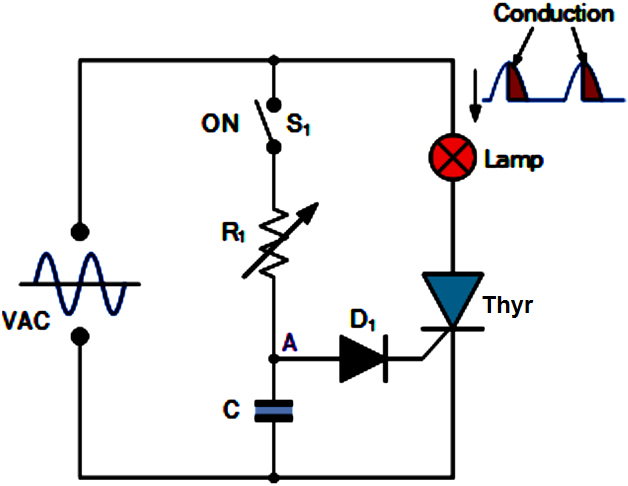 Conduction
ON
S1
Lamp
R1
Thyr
VAC
D1
A
C